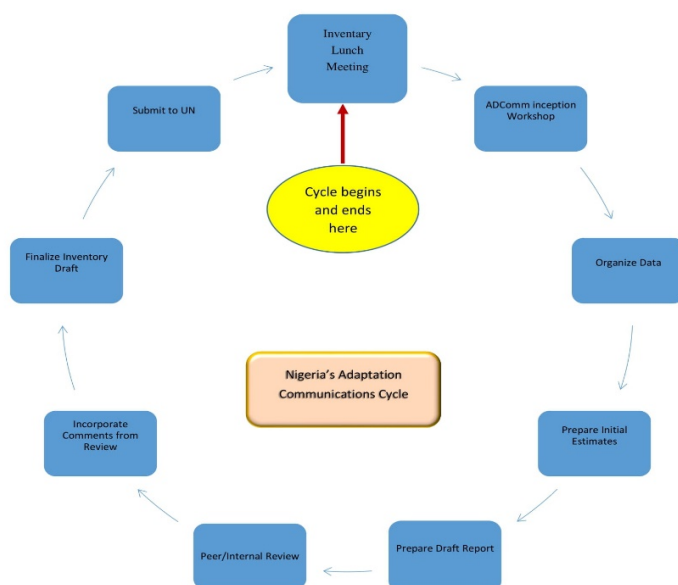 Inventary
Lunch
Meeting
ADComm inception
Workshop
Organize Data
Prepare Initial
Estimates
Prepare Draft Report
Peer/Internal Review
Incorporate
Comments from
Review
Finalize Inventory
Draft
Submit to UN
Cycle begins
and ends
here
Nigeria’s Adaptation
Communications Cycle